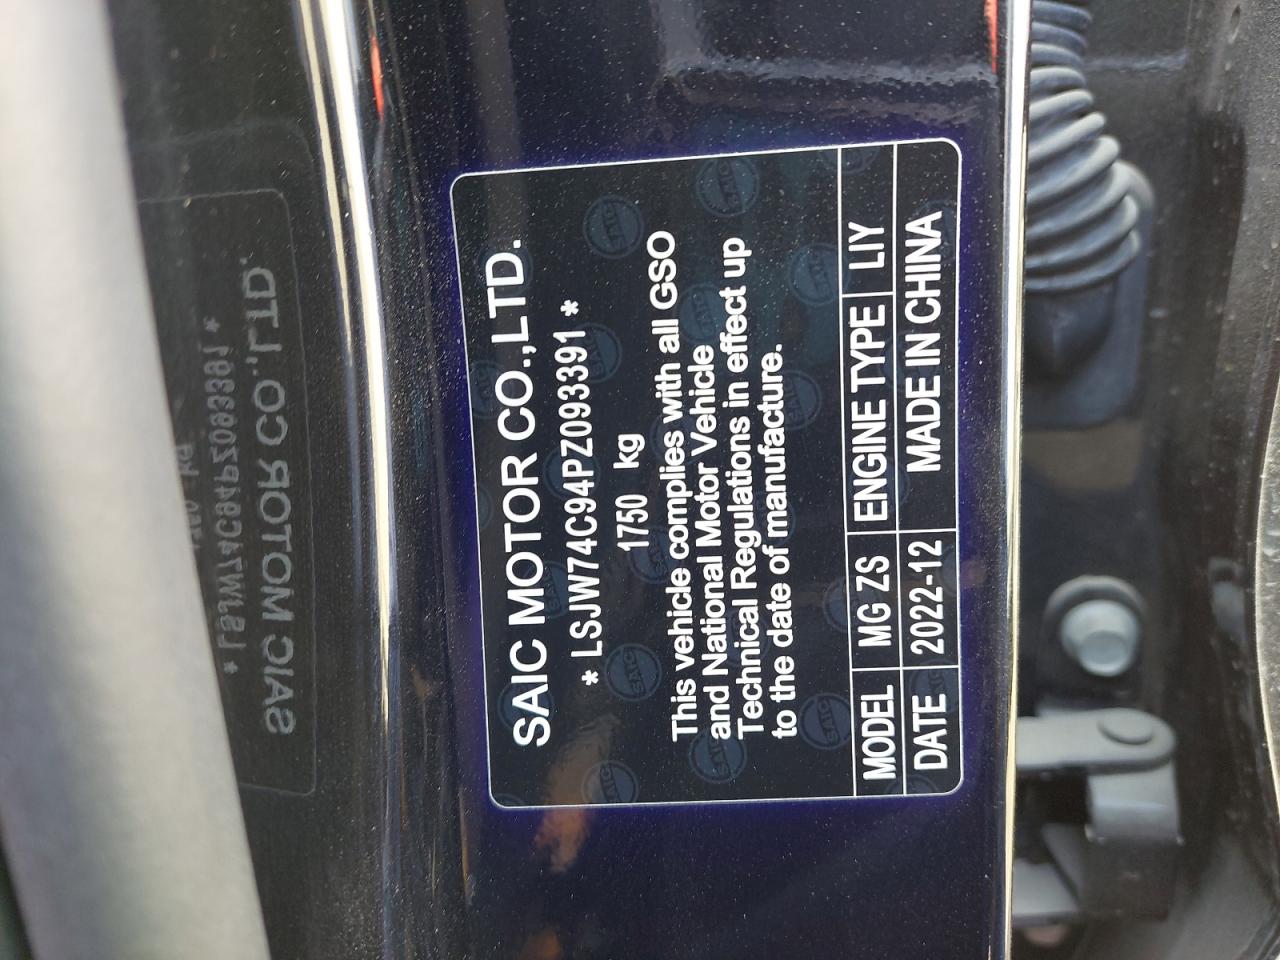 SAIC MOTOR CO.,LTD.
* LSJW74C94PZ093391 *
1750 kg
This vehicle complies with all GSO
and National Motor Vehicle
Technical Regulations in effect up
to the date of manufacture.
MODEL MG ZS ENGINE TYPE LIY
DATE 2022-12 MADE IN CHINA